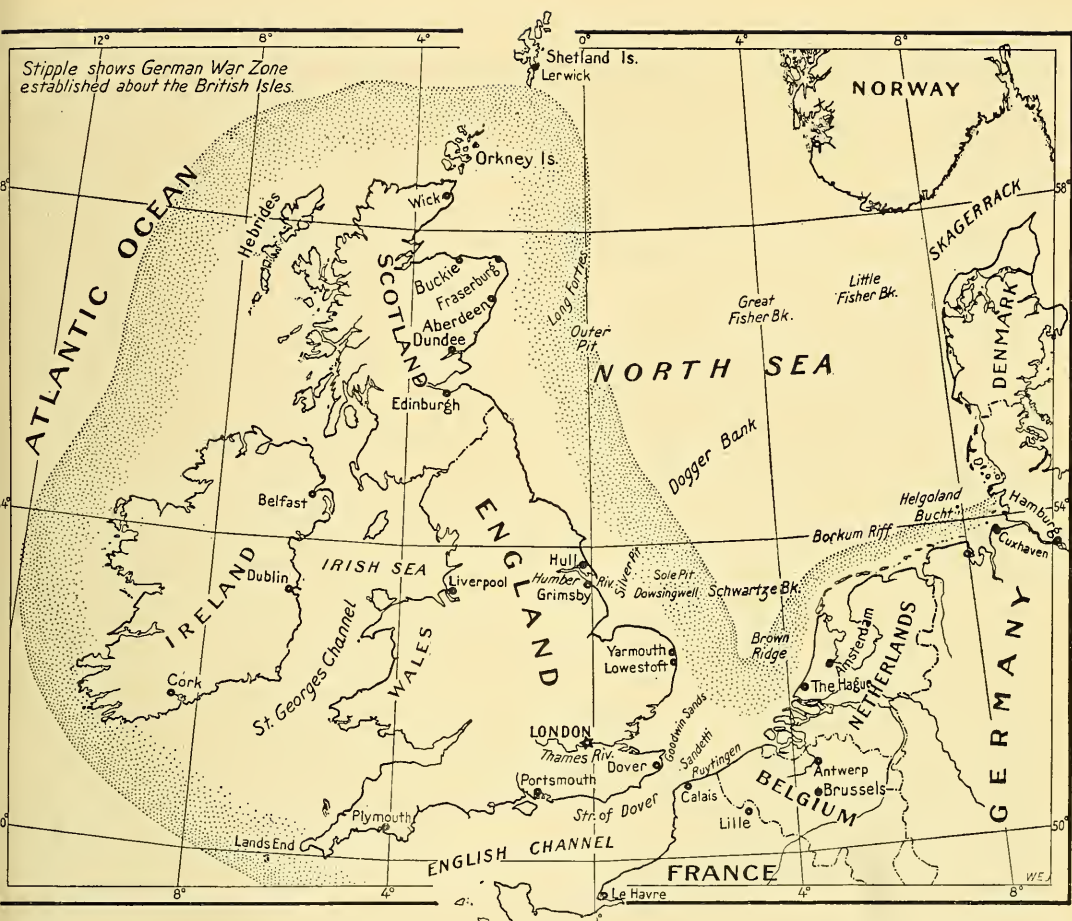 12°
8°
4°
0°
4°
8°
Shetland Is.
Lerwick
Stipple shows German War Zone
established about the British Isles.
NORWAY
Orkney Is.
8°
58°
Wick
Hebrides
ATLANTIC OCEAN
SKAGERRACK
SCOTLAND
Buckie
Fraserburg
Aberdeen
Dundee
Edinburgh
Long Forties
Outer
Pit
Great
Fisher Bk.
Little
Fisher Bk.
NORTH SEA
DENMARK
Dogger Bank
Belfast
4°
54°
Helgoland
Bucht
Hamburg
Borkum Riff
Cuxhaven
ENGLAND
IRISH SEA
Hull
Humber Riv.
Grimsby
Silver Pit
Sole Pit
Dowsingwell
Schwartze Bk.
Liverpool
Dublin
IRELAND
St. Georges Channel
WALES
Brown
Ridge
Yarmouth
Lowestoft
Amsterdam
The Hague
NETHERLANDS
GERMANY
Cork
LONDON
Thames Riv.
Goodwin Sands
Sandetti
Ruytingen
Dover
Antwerp
Brussels
BELGIUM
Portsmouth
Str. of Dover
Calais
Lille
Plymouth
0°
50°
Lands End
ENGLISH CHANNEL
FRANCE
Le Havre
8°
4°
4°
8°